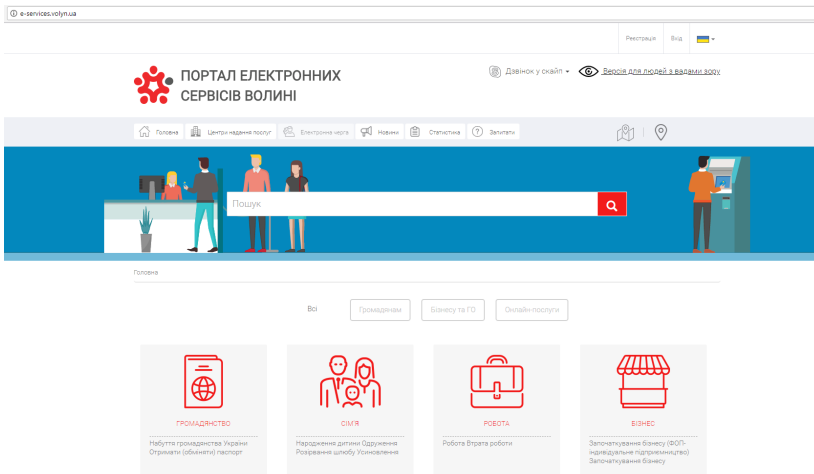 e-services.volyn.ua
Реєстрація Вхід
ПОРТАЛ ЕЛЕКТРОННИХ
СЕРВІСІВ ВОЛИНІ
Дзвінок у скайп
Версія для людей з вадами зору
Головна Центри надання послуг Електронна черга Новини Статистика Запитати
Пошук
Головна
Всі Громадянам Бізнесу та ГО Онлайн-послуги
ГРОМАДЯНСТВО
Набуття громадянства України
Отримати (обміняти) паспорт
СІМ'Я
Народження дитини Одруження
Розірвання шлюбу Усиновлення
РОБОТА
Робота Втрата роботи
БІЗНЕС
Започаткування бізнесу (ФОП-
індивідуальне підприємництво)
Започаткування бізнесу